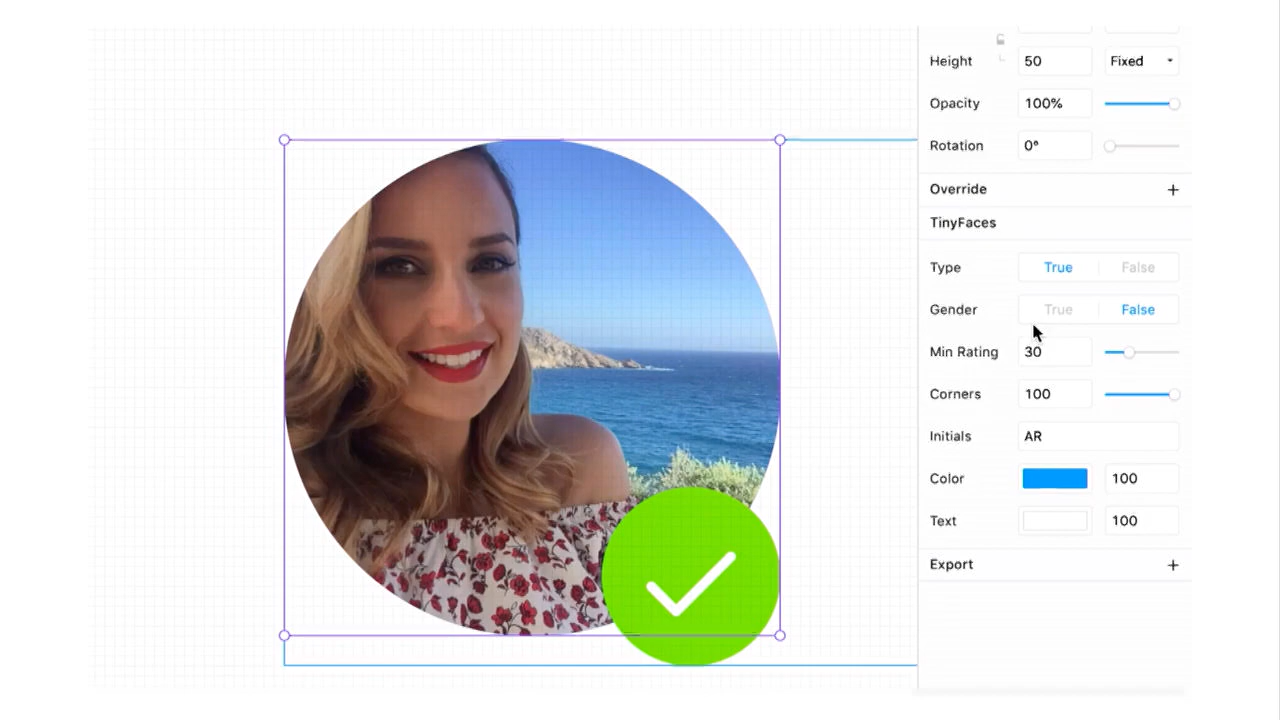 Height 50 Fixed
Opacity 100%
Rotation 0°
Override +
TinyFaces
Type True False
Gender True False
Min Rating 30
Corners 100
Initials AR
Color 100
Text 100
Export +